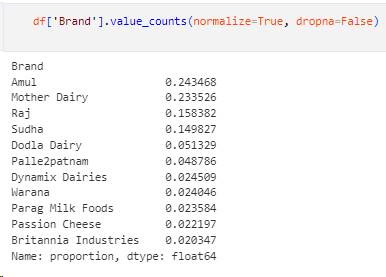 df['Brand'].value_counts(normalize=True, dropna=False)
Brand
Amul 0.243468
Mother Dairy 0.233526
Raj 0.158382
Sudha 0.149827
Dodla Dairy 0.051329
Palle2patnam 0.048786
Dynamix Dairies 0.024509
Warana 0.024046
Parag Milk Foods 0.023584
Passion Cheese 0.022197
Britannia Industries 0.020347
Name: proportion, dtype: float64